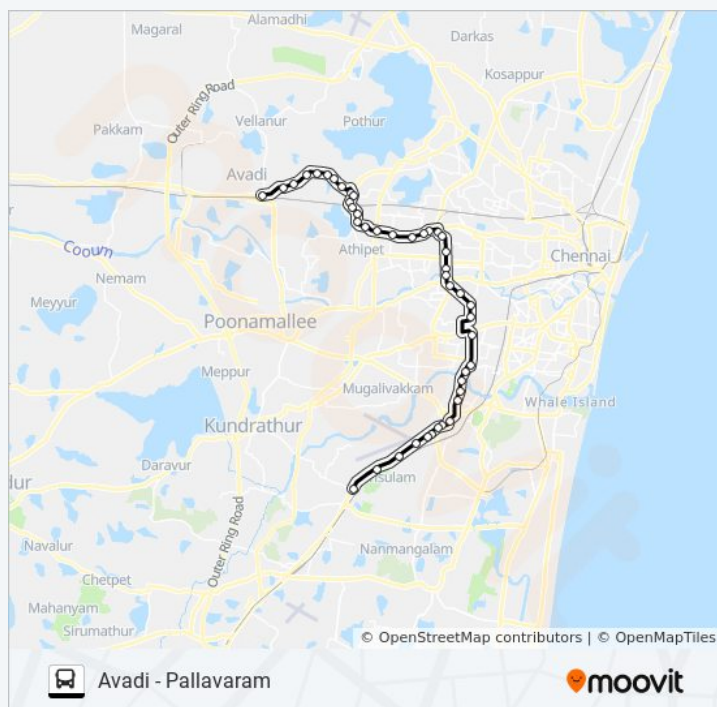 Magaral
Alamadhi
Darkas
Kosappur
Outer Ring Road
Pakkam
Vellanur
Pothur
Avadi
Cooum
Athipet
Chennai
Nemam
Meyyur
Poonamallee
Meppur
Mugalivakkam
Whale Island
Kundrathur
Daravur
sulam
dur
Outer Ring Road
Navalur
Nanmangalam
Chetpet
Mahanyam
Sirumathur
© OpenStreetMap contributors | © OpenMapTiles
Avadi - Pallavaram
moovit